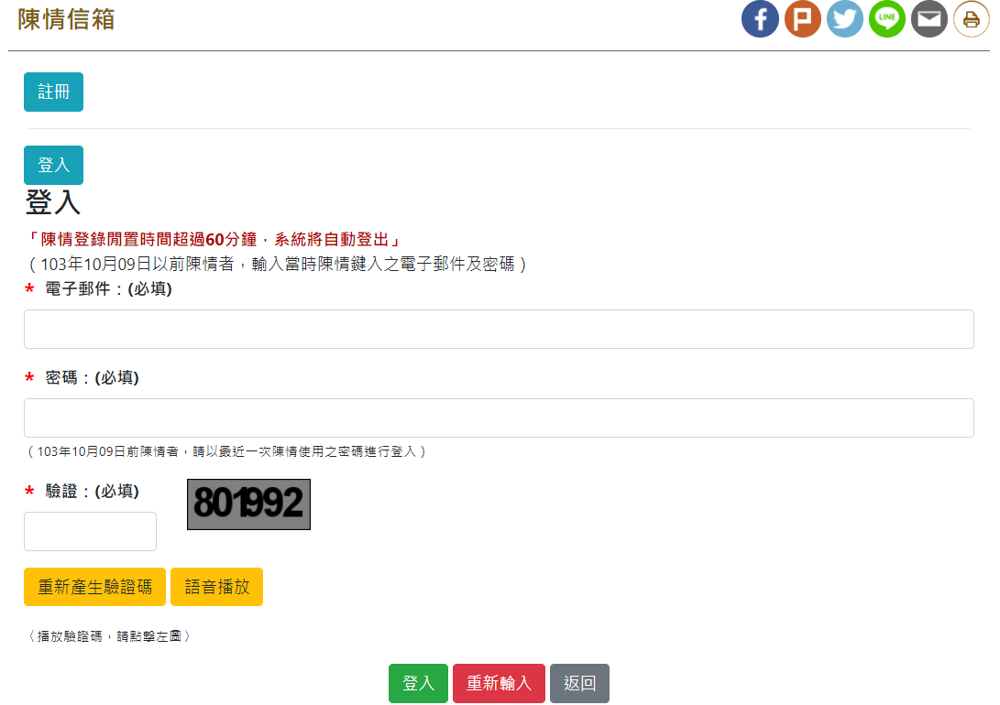 陳情信箱
LINE
註冊
登入
登入
「陳情登錄閒置時間超過60分鐘，系統將自動登出」
（103年10月09日以前陳情者，輸入當時陳情鍵入之電子郵件及密碼）
* 電子郵件：(必填)
* 密碼：(必填)
（103年10月09日前陳情者，請以最近一次陳情使用之密碼進行登入）
* 驗證：(必填)
801992
重新產生驗證碼 語音播放
〈播放驗證碼，請點擊左圖〉
登入 重新輸入 返回